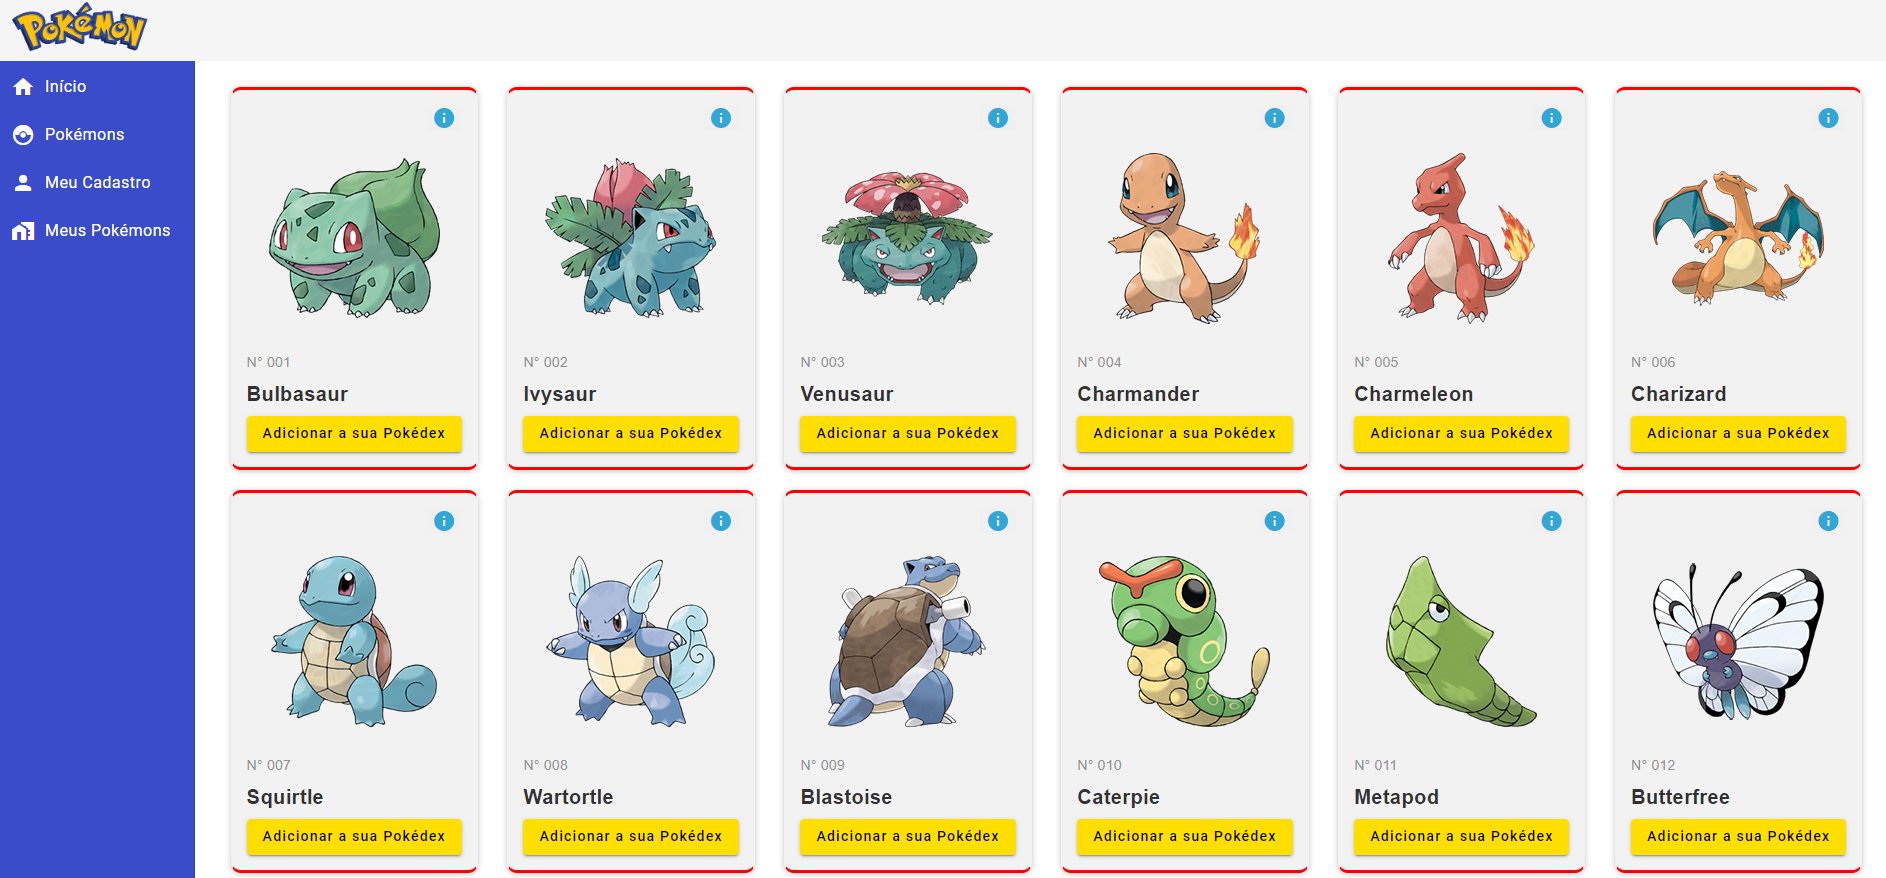 Pokémon
Início
Pokémons
Meu Cadastro
Meus Pokémons
N° 001
Bulbasaur
Adicionar a sua Pokédex
N° 002
Ivysaur
Adicionar a sua Pokédex
N° 003
Venusaur
Adicionar a sua Pokédex
N° 004
Charmander
Adicionar a sua Pokédex
N° 005
Charmeleon
Adicionar a sua Pokédex
N° 006
Charizard
Adicionar a sua Pokédex
N° 007
Squirtle
Adicionar a sua Pokédex
N° 008
Wartortle
Adicionar a sua Pokédex
N° 009
Blastoise
Adicionar a sua Pokédex
N° 010
Caterpie
Adicionar a sua Pokédex
N° 011
Metapod
Adicionar a sua Pokédex
N° 012
Butterfree
Adicionar a sua Pokédex